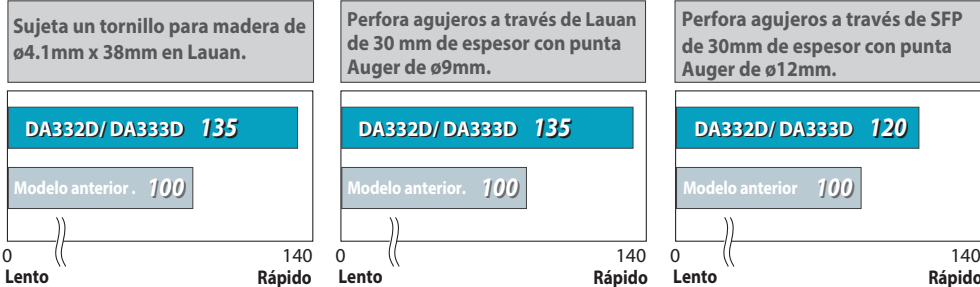 Sujeta un tornillo para madera de
ø4.1mm x 38mm en Lauan.
DA332D/ DA333D 135
Modelo anterior . 100
0 140
Lento Rápido
Perfora agujeros a través de Lauan
de 30 mm de espesor con punta
Auger de ø9mm.
DA332D/ DA333D 135
Modelo anterior. 100
0 140
Lento Rápido
Perfora agujeros a través de SFP
de 30mm de espesor con punta
Auger de ø12mm.
DA332D/ DA333D 120
Modelo anterior 100
0 140
Lento Rápido